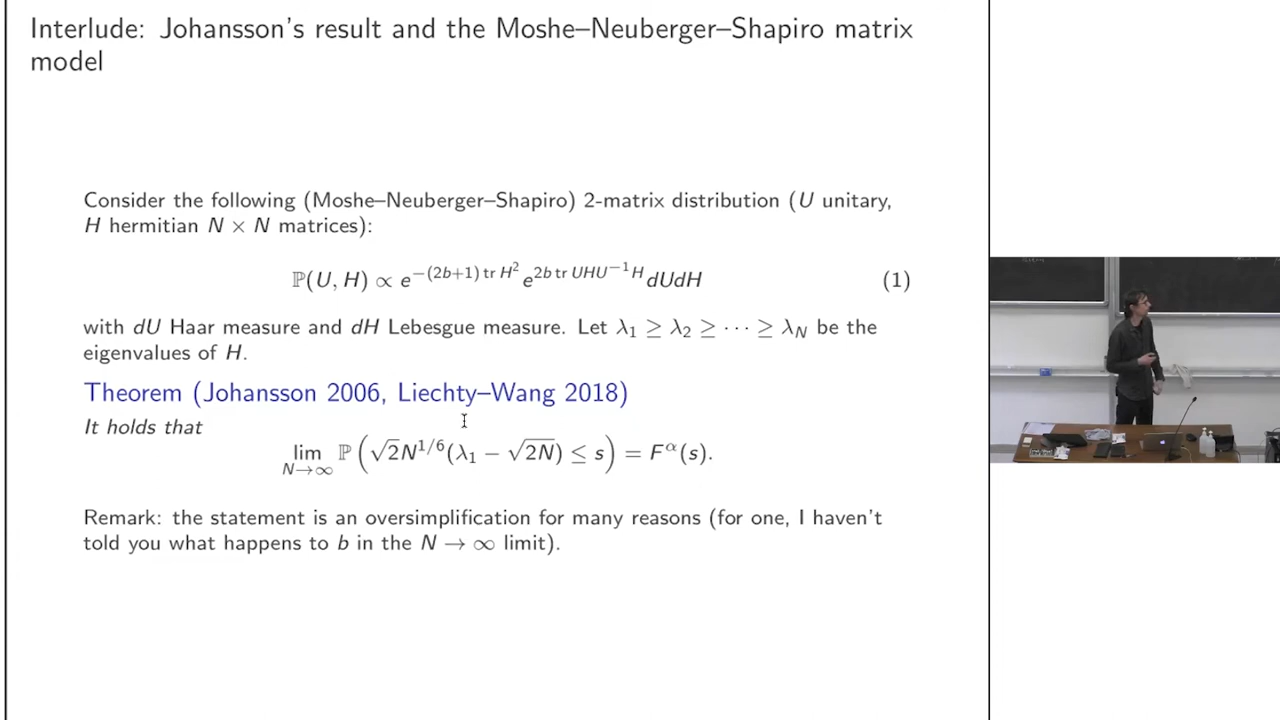 Interlude: Johansson's result and the Moshe–Neuberger–Shapiro matrix
model
Consider the following (Moshe–Neuberger–Shapiro) 2-matrix distribution (U unitary,
H hermitian N × N matrices):
ℙ(U, H) ∝ e^{−(2b+1) tr H²} e^{2b tr UHU⁻¹H} dUdH (1)
with dU Haar measure and dH Lebesgue measure. Let λ₁ ≥ λ₂ ≥ ⋯ ≥ λ_N be the
eigenvalues of H.
Theorem (Johansson 2006, Liechty–Wang 2018)
It holds that
lim_{N→∞} ℙ(√2N^{1/6}(λ₁ − √2N) ≤ s) = F^α(s).
Remark: the statement is an oversimplification for many reasons (for one, I haven't
told you what happens to b in the N → ∞ limit).